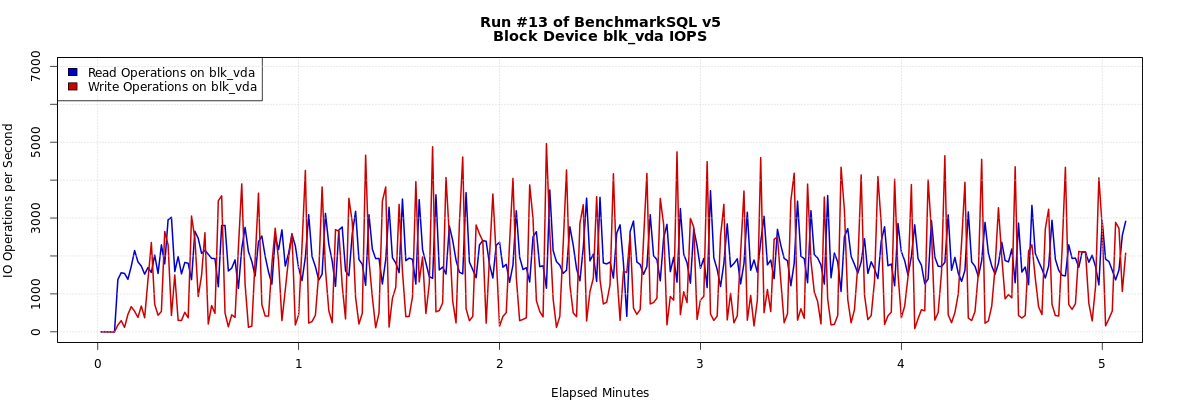 Run #13 of BenchmarkSQL v5
Block Device blk_vda IOPS
Read Operations on blk_vda
Write Operations on blk_vda
IO Operations per Second
7000
5000
3000
1000
0
0 1 2 3 4 5
Elapsed Minutes